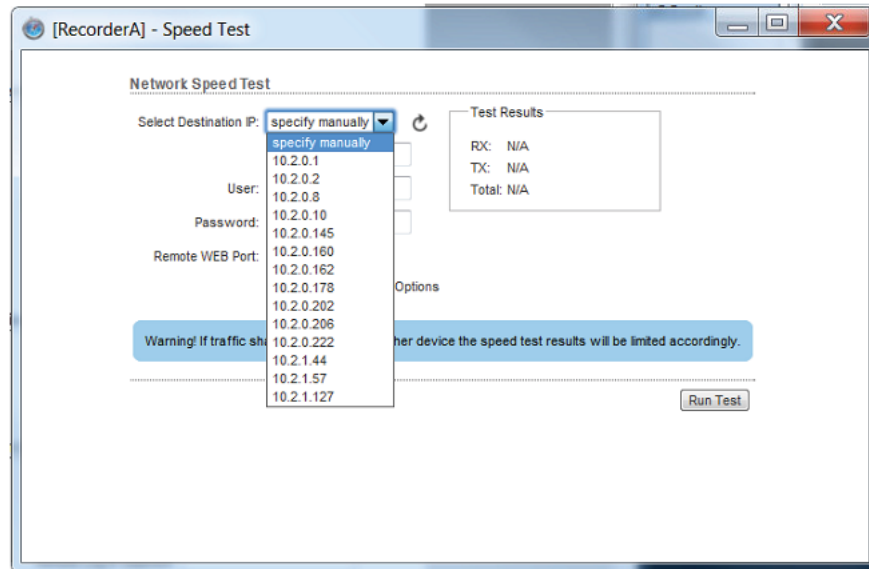 [RecorderA] - Speed Test
Network Speed Test
Select Destination IP: specify manually
specify manually
10.2.0.1
10.2.0.2
10.2.0.8
10.2.0.10
10.2.0.145
10.2.0.160
10.2.0.162
10.2.0.178
10.2.0.202
10.2.0.206
10.2.0.222
10.2.1.44
10.2.1.57
10.2.1.127
User:
Password:
Remote WEB Port:
Options
Test Results
RX: N/A
TX: N/A
Total: N/A
Warning! If traffic sha her device the speed test results will be limited accordingly.
Run Test